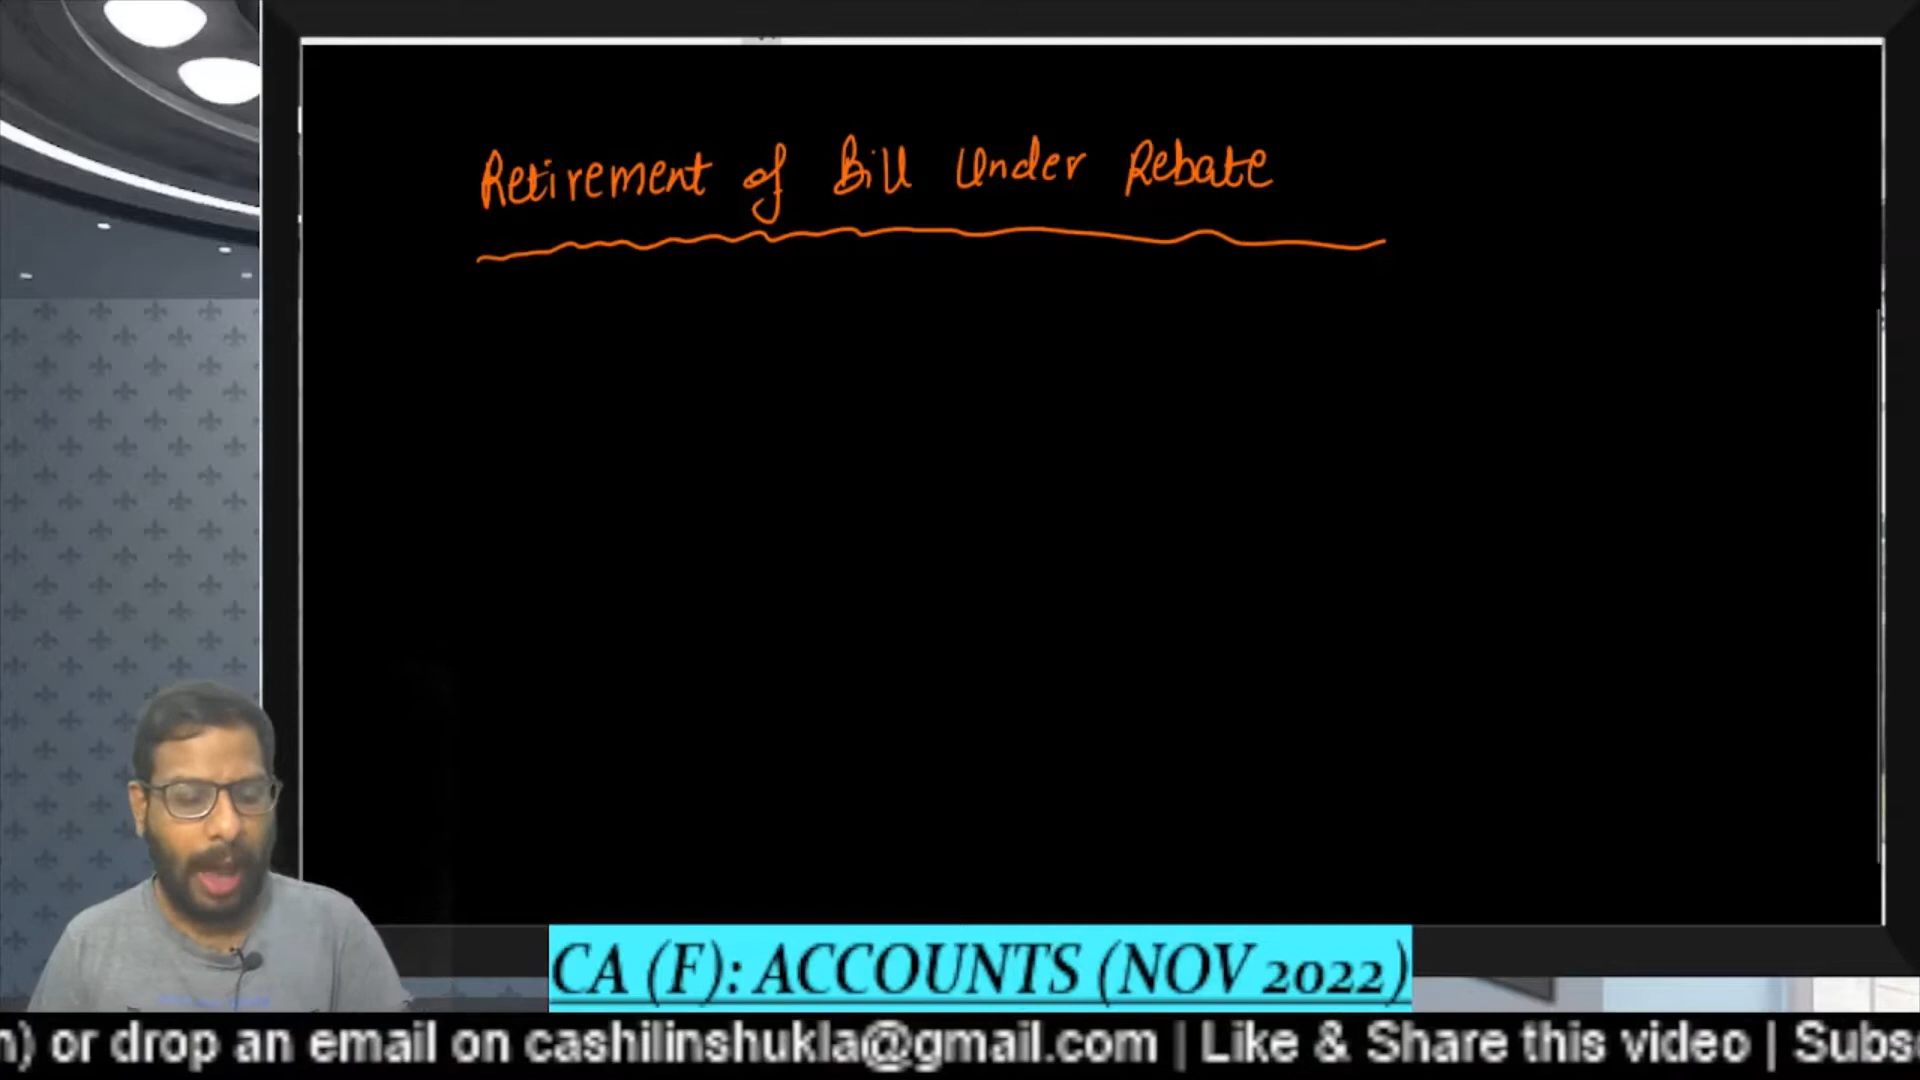 Retirement of Bill Under Rebate
CA (F): ACCOUNTS (NOV 2022)
) or drop an email on cashilinshukla@gmail.com | Like & Share this video | Subs